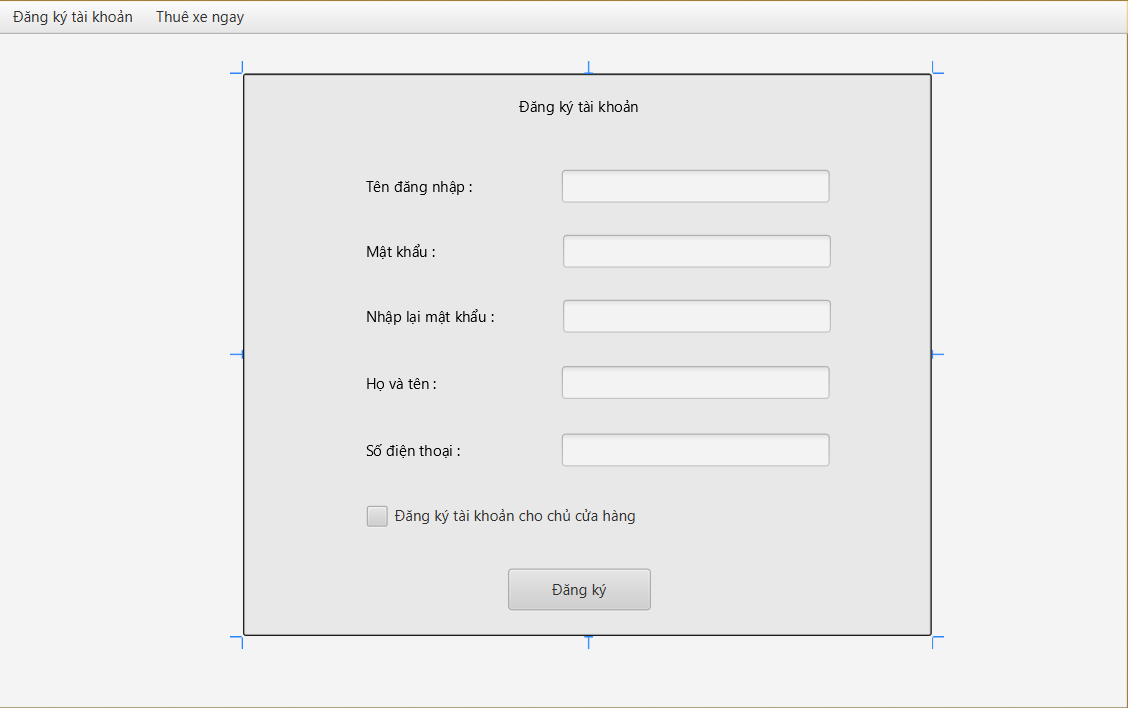 Đăng ký tài khoản Thuê xe ngay
Đăng ký tài khoản
Tên đăng nhập :
Mật khẩu :
Nhập lại mật khẩu :
Họ và tên :
Số điện thoại :
Đăng ký tài khoản cho chủ cửa hàng
Đăng ký